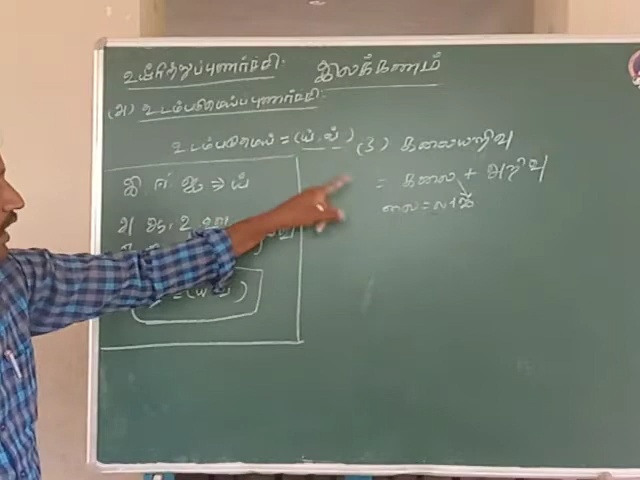 உயிரீற்றுப்புணர்ச்சி:
இலக்கணம்
(அ) உடம்படுமெய்ப்புணர்ச்சி:
உடம்படுமெய் = (ய், வ்)
இ ஈ ஐ ⇒ ய்
அ ஆ உ ஊ
(ய் வ்)
(3) கலையறிவு
= கலை + அறிவு
லை = ல் + ஐ